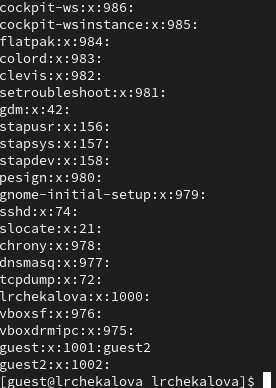 cockpit-ws:x:986:
cockpit-wsinstance:x:985:
flatpak:x:984:
colord:x:983:
clevis:x:982:
setroubleshoot:x:981:
gdm:x:42:
stapusr:x:156:
stapsys:x:157:
stapdev:x:158:
pesign:x:980:
gnome-initial-setup:x:979:
sshd:x:74:
slocate:x:21:
chrony:x:978:
dnsmasq:x:977:
tcpdump:x:72:
lrchekalova:x:1000:
vboxsf:x:976:
vboxdrmipc:x:975:
guest:x:1001:guest2
guest2:x:1002:
[guest@lrchekalova lrchekalova]$